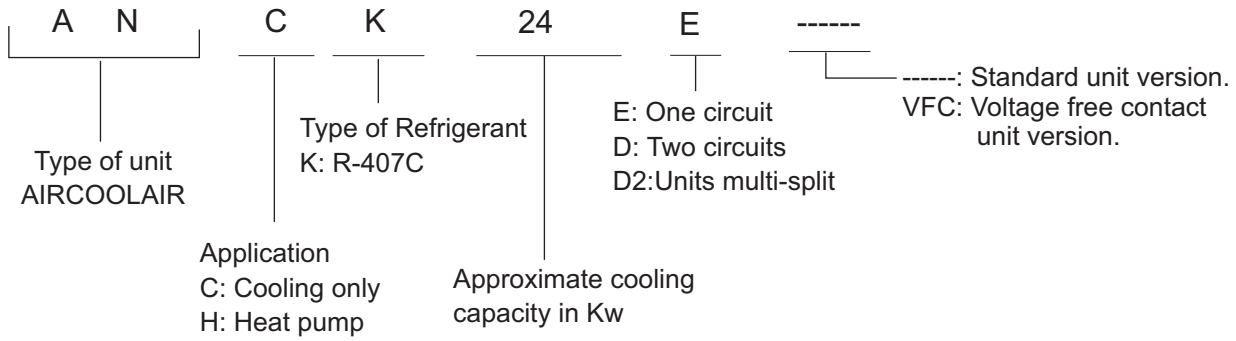 A N C K 24 E ------
------: Standard unit version.
VFC: Voltage free contact
unit version.
E: One circuit
D: Two circuits
D2:Units multi-split
Type of Refrigerant
K: R-407C
Type of unit
AIRCOOLAIR
Application
C: Cooling only
H: Heat pump
Approximate cooling
capacity in Kw